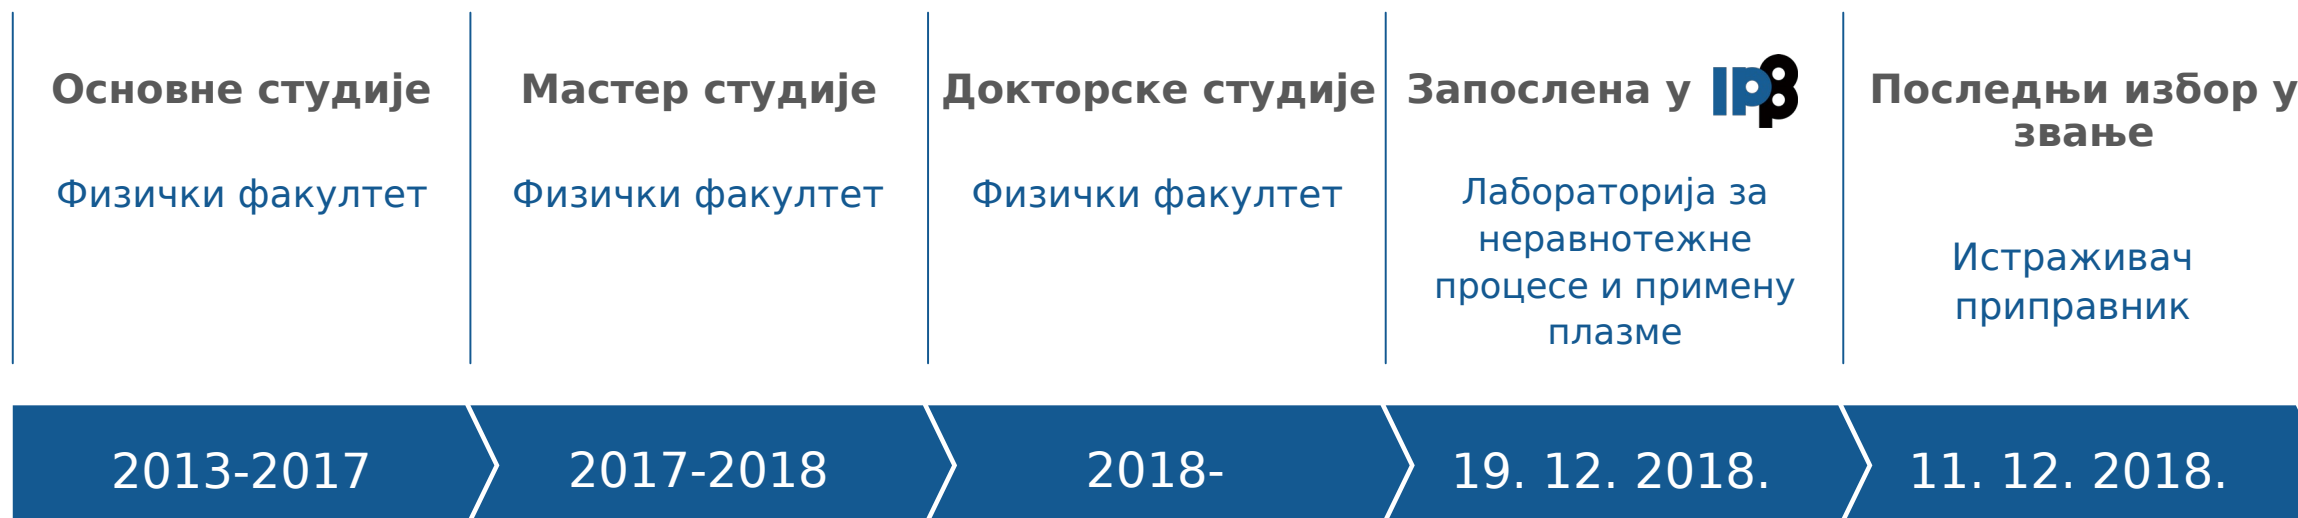 Основне студије
Физички факултет
2013-2017
Мастер студије
Физички факултет
2017-2018
Докторске студије
Физички факултет
2018-
Запослена у IPB
Лабораторија за
неравнотежне
процесе и примену
плазме
19. 12. 2018.
Последњи избор у
звање
Истраживач
приправник
11. 12. 2018.